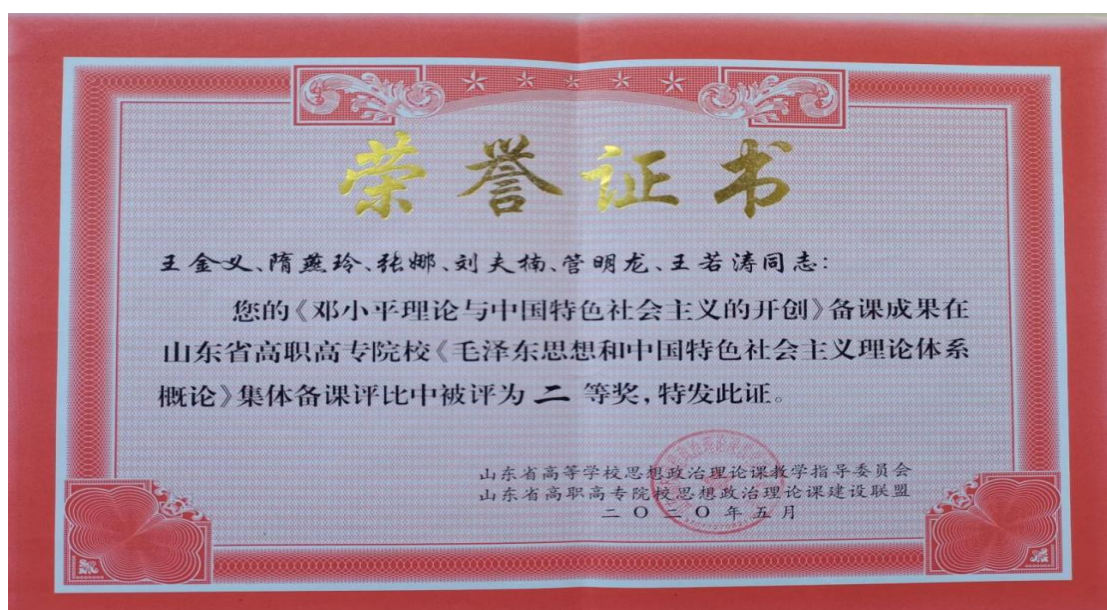 荣誉证书
王金义、隋燕玲、张娜、刘夫楠、管明龙、王若涛同志:
您的《邓小平理论与中国特色社会主义的开创》备课成果在
山东省高职高专院校《毛泽东思想和中国特色社会主义理论体系
概论》集体备课评比中被评为 二 等奖,特发此证。
山东省高等学校思想政治理论课教学指导委员会
山东省高职高专院校思想政治理论课建设联盟
二〇二〇年五月